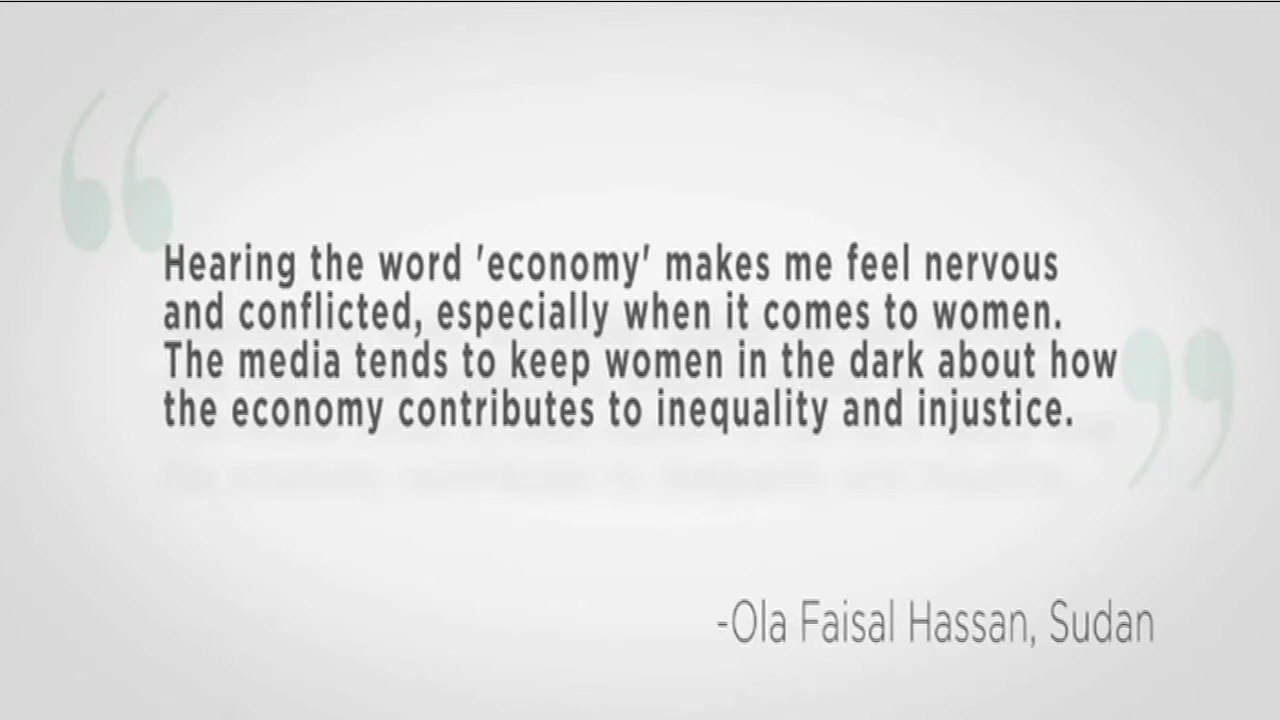 Hearing the word 'economy' makes me feel nervous
and conflicted, especially when it comes to women.
The media tends to keep women in the dark about how
the economy contributes to inequality and injustice.
-Ola Faisal Hassan, Sudan